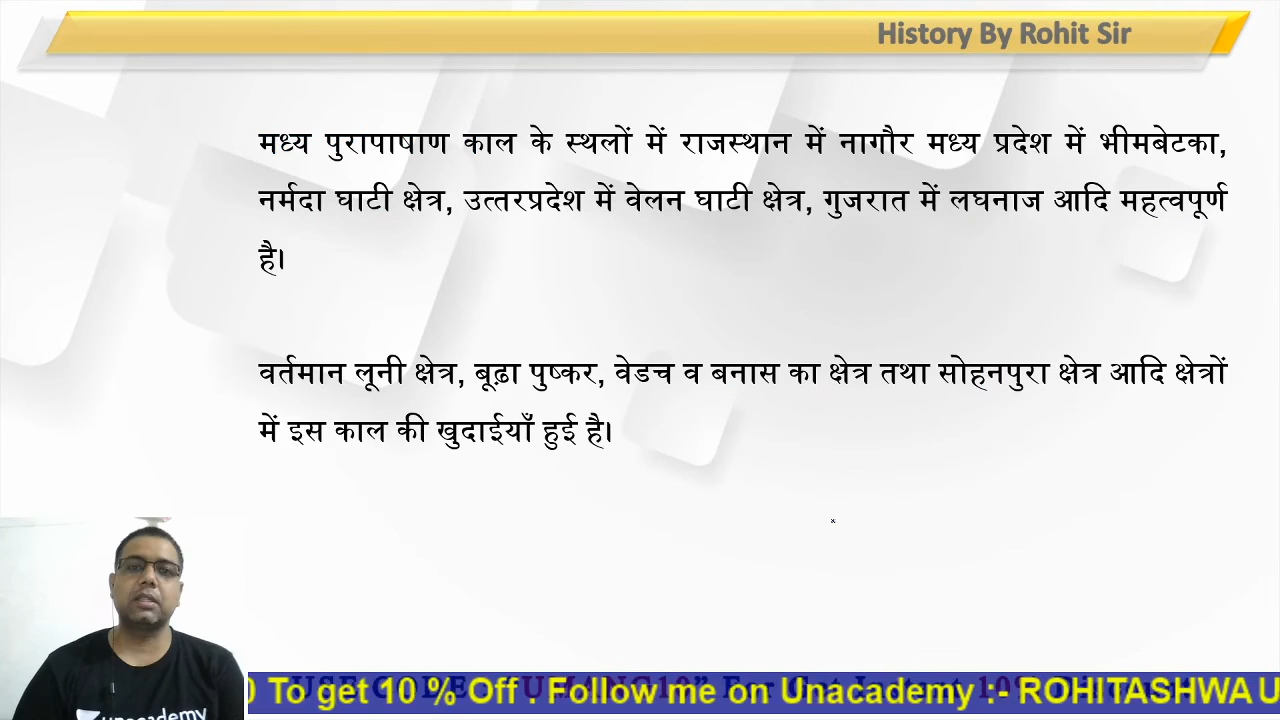 History By Rohit Sir
मध्य पुरापाषाण काल के स्थलों में राजस्थान में नागौर मध्य प्रदेश में भीमबेटका,
नर्मदा घाटी क्षेत्र, उत्तरप्रदेश में वेलन घाटी क्षेत्र, गुजरात में लघनाज आदि महत्वपूर्ण
है।
वर्तमान लूनी क्षेत्र, बूढ़ा पुष्कर, वेडच व बनास का क्षेत्र तथा सोहनपुरा क्षेत्र आदि क्षेत्रों
में इस काल की खुदाईयाँ हुई है।
unacademy
To get 10 % Off . Follow me on Unacademy :- ROHITASHWA U